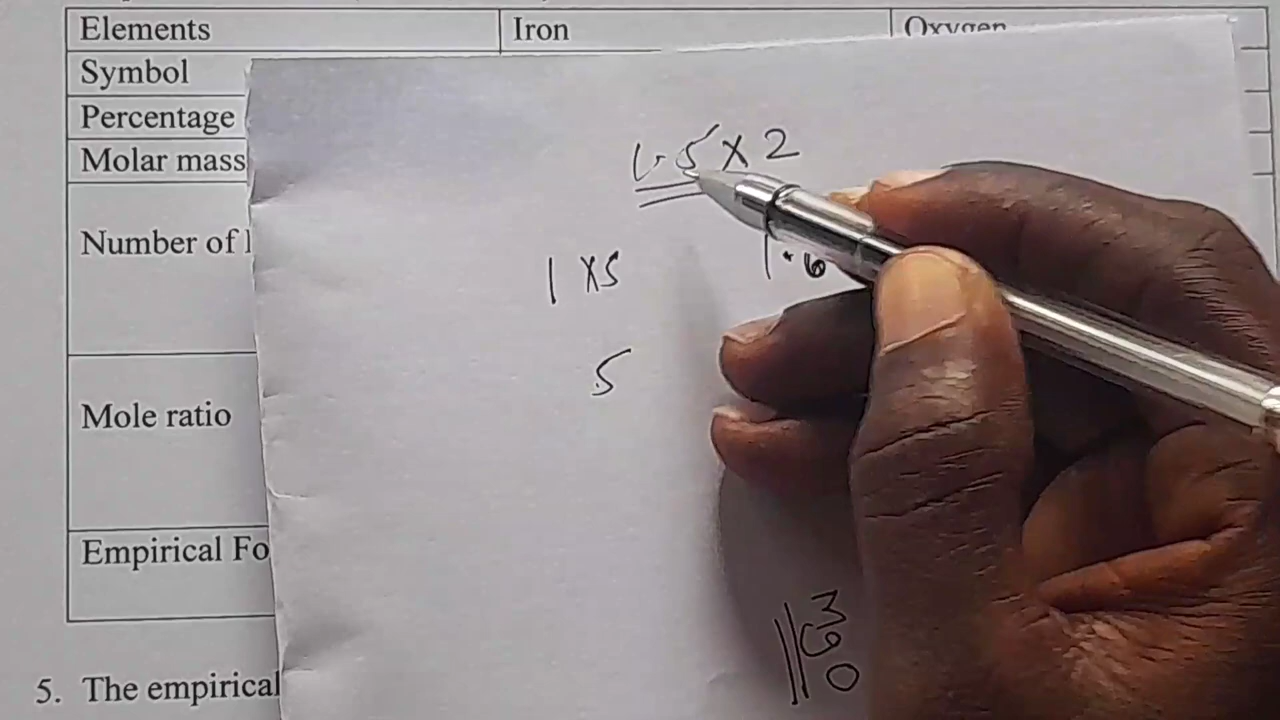 Elements Iron Oxygen
Symbol
Percentage
Molar mass
1.5 x 2
Number of
1 x 5 1.6
5
Mole ratio
Empirical Fo
5. The empirical